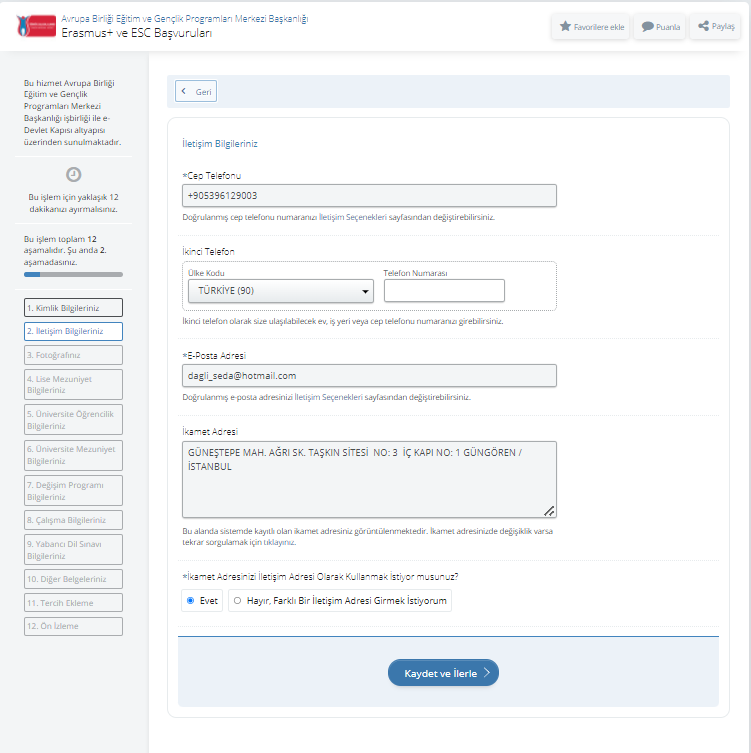 Avrupa Birliği Eğitim ve Gençlik Programları Merkezi Başkanlığı
Erasmus+ ve ESC Başvuruları
Favorilere ekle
Puanla
Paylaş
Bu hizmet Avrupa Birliği
Eğitim ve Gençlik
Programları Merkezi
Başkanlığı işbirliği ile e-
Devlet Kapısı altyapısı
üzerinden sunulmaktadır.
Bu işlem için yaklaşık 12
dakikanızı ayırmalısınız.
Bu işlem toplam 12
aşamalıdır. Şu anda 2.
aşamadasınız.
1. Kimlik Bilgileriniz
2. İletişim Bilgileriniz
3. Fotoğrafınız
4. Lise Mezuniyet
Bilgileriniz
5. Üniversite Öğrencilik
Bilgileriniz
6. Üniversite Mezuniyet
Bilgileriniz
7. Değişim Programı
Bilgileriniz
8. Çalışma Bilgileriniz
9. Yabancı Dil Sınavı
Bilgileriniz
10. Diğer Belgeleriniz
11. Tercih Ekleme
12. Ön İzleme
Geri
İletişim Bilgileriniz
*Cep Telefonu
+905396129003
Doğrulanmış cep telefonu numaranızı İletişim Seçenekleri sayfasından değiştirebilirsiniz.
İkinci Telefon
Ülke Kodu
Telefon Numarası
TÜRKİYE (90)
İkinci telefon olarak size ulaşılabilecek ev, iş yeri veya cep telefonu numaranızı girebilirsiniz.
*E-Posta Adresi
dagli_seda@hotmail.com
Doğrulanmış e-posta adresinizi İletişim Seçenekleri sayfasından değiştirebilirsiniz.
İkamet Adresi
GÜNEŞTEPE MAH. AĞRI SK. TAŞKIN SİTESİ NO: 3 İÇ KAPI NO: 1 GÜNGÖREN /
İSTANBUL
Bu alanda sistemde kayıtlı olan ikamet adresiniz görüntülenmektedir. İkamet adresinizde değişiklik varsa
tekrar sorgulamak için tıklayınız.
*İkamet Adresinizi İletişim Adresi Olarak Kullanmak İstiyor musunuz?
Evet
Hayır, Farklı Bir İletişim Adresi Girmek İstiyorum
Kaydet ve İlerle